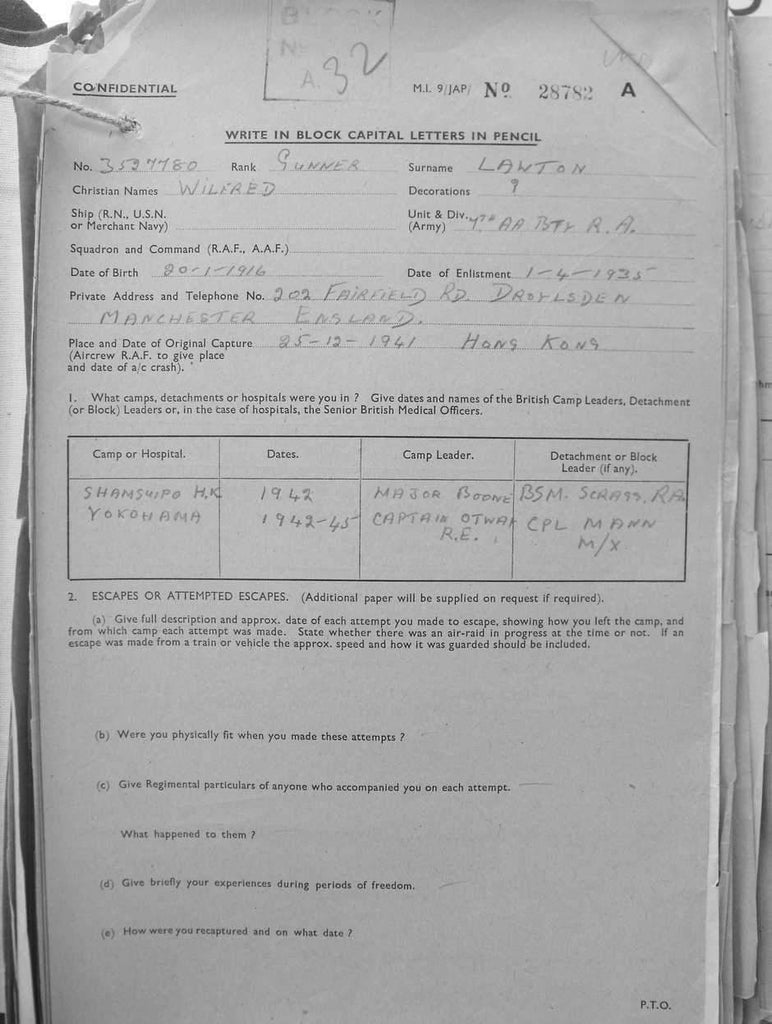 BLOCK
No
A. 32
CONFIDENTIAL
M.I. 9/JAP/ No 28782 A
WRITE IN BLOCK CAPITAL LETTERS IN PENCIL
No. 3527780 Rank GUNNER Surname LAWTON
Christian Names WILFRED Decorations ?
Ship (R.N., U.S.N.
or Merchant Navy)
Unit & Div.
(Army) 7TH AA BTY R.A.
Squadron and Command (R.A.F., A.A.F.)
Date of Birth 20-1-1916 Date of Enlistment 1-4-1935
Private Address and Telephone No. 202 FAIRFIELD RD. DROYLSDEN
MANCHESTER ENGLAND.
Place and Date of Original Capture 25-12-1941 HONG KONG
(Aircrew R.A.F. to give place
and date of a/c crash).
1. What camps, detachments or hospitals were you in ? Give dates and names of the British Camp Leaders, Detachment
(or Block) Leaders or, in the case of hospitals, the Senior British Medical Officers.
Camp or Hospital. Dates. Camp Leader. Detachment or Block
Leader (if any).
SHAMSUIPO H.K 1942 MAJOR BOONE BSM. SCRASS, RA
YOKOHAMA 1942-45 CAPTAIN OTWAY CPL MANN
R.E. M/X
2. ESCAPES OR ATTEMPTED ESCAPES. (Additional paper will be supplied on request if required).
(a) Give full description and approx. date of each attempt you made to escape, showing how you left the camp, and
from which camp each attempt was made. State whether there was an air-raid in progress at the time or not. If an
escape was made from a train or vehicle the approx. speed and how it was guarded should be included.
(b) Were you physically fit when you made these attempts ?
(c) Give Regimental particulars of anyone who accompanied you on each attempt.
What happened to them ?
(d) Give briefly your experiences during periods of freedom.
(e) How were you recaptured and on what date ?
P.T.O.